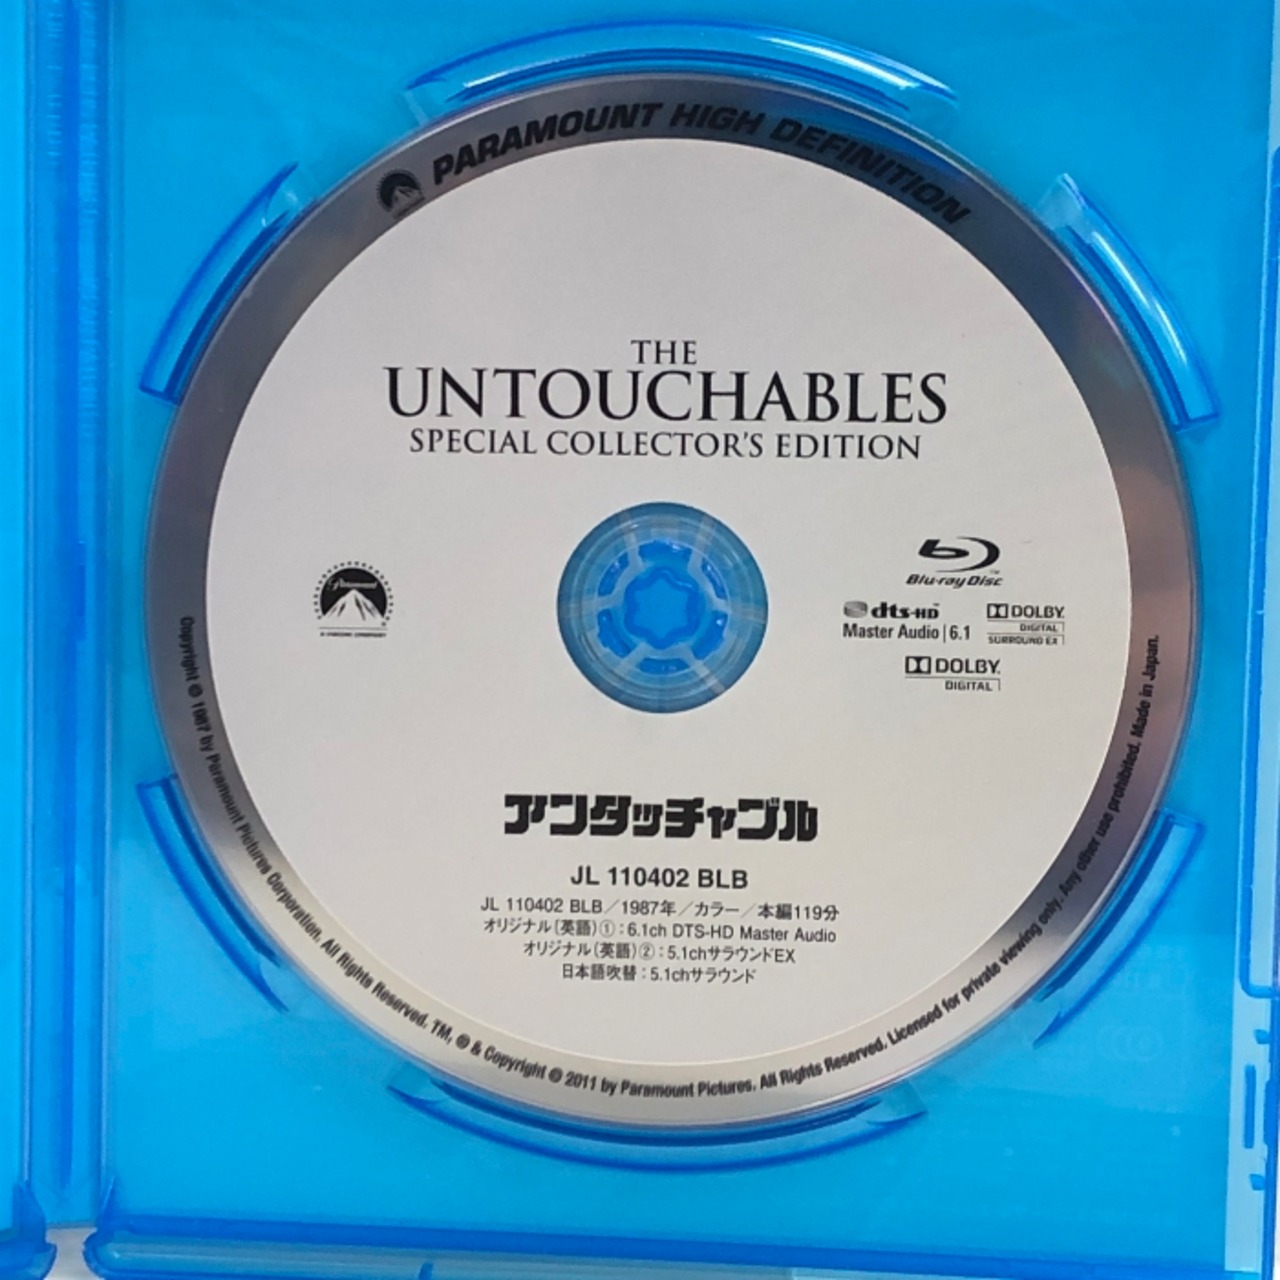 PARAMOUNT HIGH DEFINITION
THE
UNTOUCHABLES
SPECIAL COLLECTOR'S EDITION
Paramount
Blu-ray Disc
dts-HD
Master Audio | 6.1
DOLBY
DIGITAL
SURROUND EX
DOLBY
DIGITAL
アンタッチャブル
JL 110402 BLB
JL 110402 BLB／1987年／カラー／本編119分
オリジナル(英語)①：6.1ch DTS-HD Master Audio
オリジナル(英語)②：5.1chサラウンドEX
日本語吹替：5.1chサラウンド
Copyright © 1987 by Paramount Pictures Corporation. All Rights Reserved. TM, ® & Copyright © 2011 by Paramount Pictures. All Rights Reserved. Licensed for private viewing only. Any other use prohibited. Made in Japan.